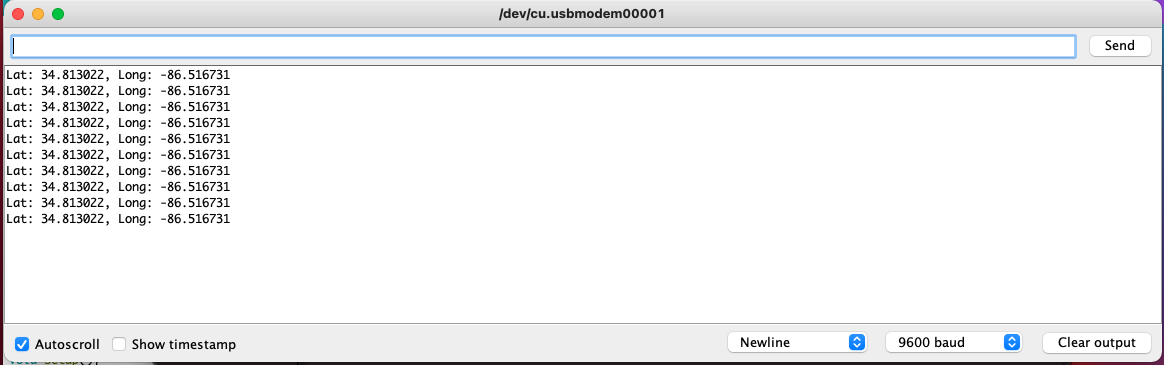 /dev/cu.usbmodem00001
Send
Lat: 34.813022, Long: -86.516731
Lat: 34.813022, Long: -86.516731
Lat: 34.813022, Long: -86.516731
Lat: 34.813022, Long: -86.516731
Lat: 34.813022, Long: -86.516731
Lat: 34.813022, Long: -86.516731
Lat: 34.813022, Long: -86.516731
Lat: 34.813022, Long: -86.516731
Lat: 34.813022, Long: -86.516731
Lat: 34.813022, Long: -86.516731
Autoscroll Show timestamp Newline 9600 baud Clear output